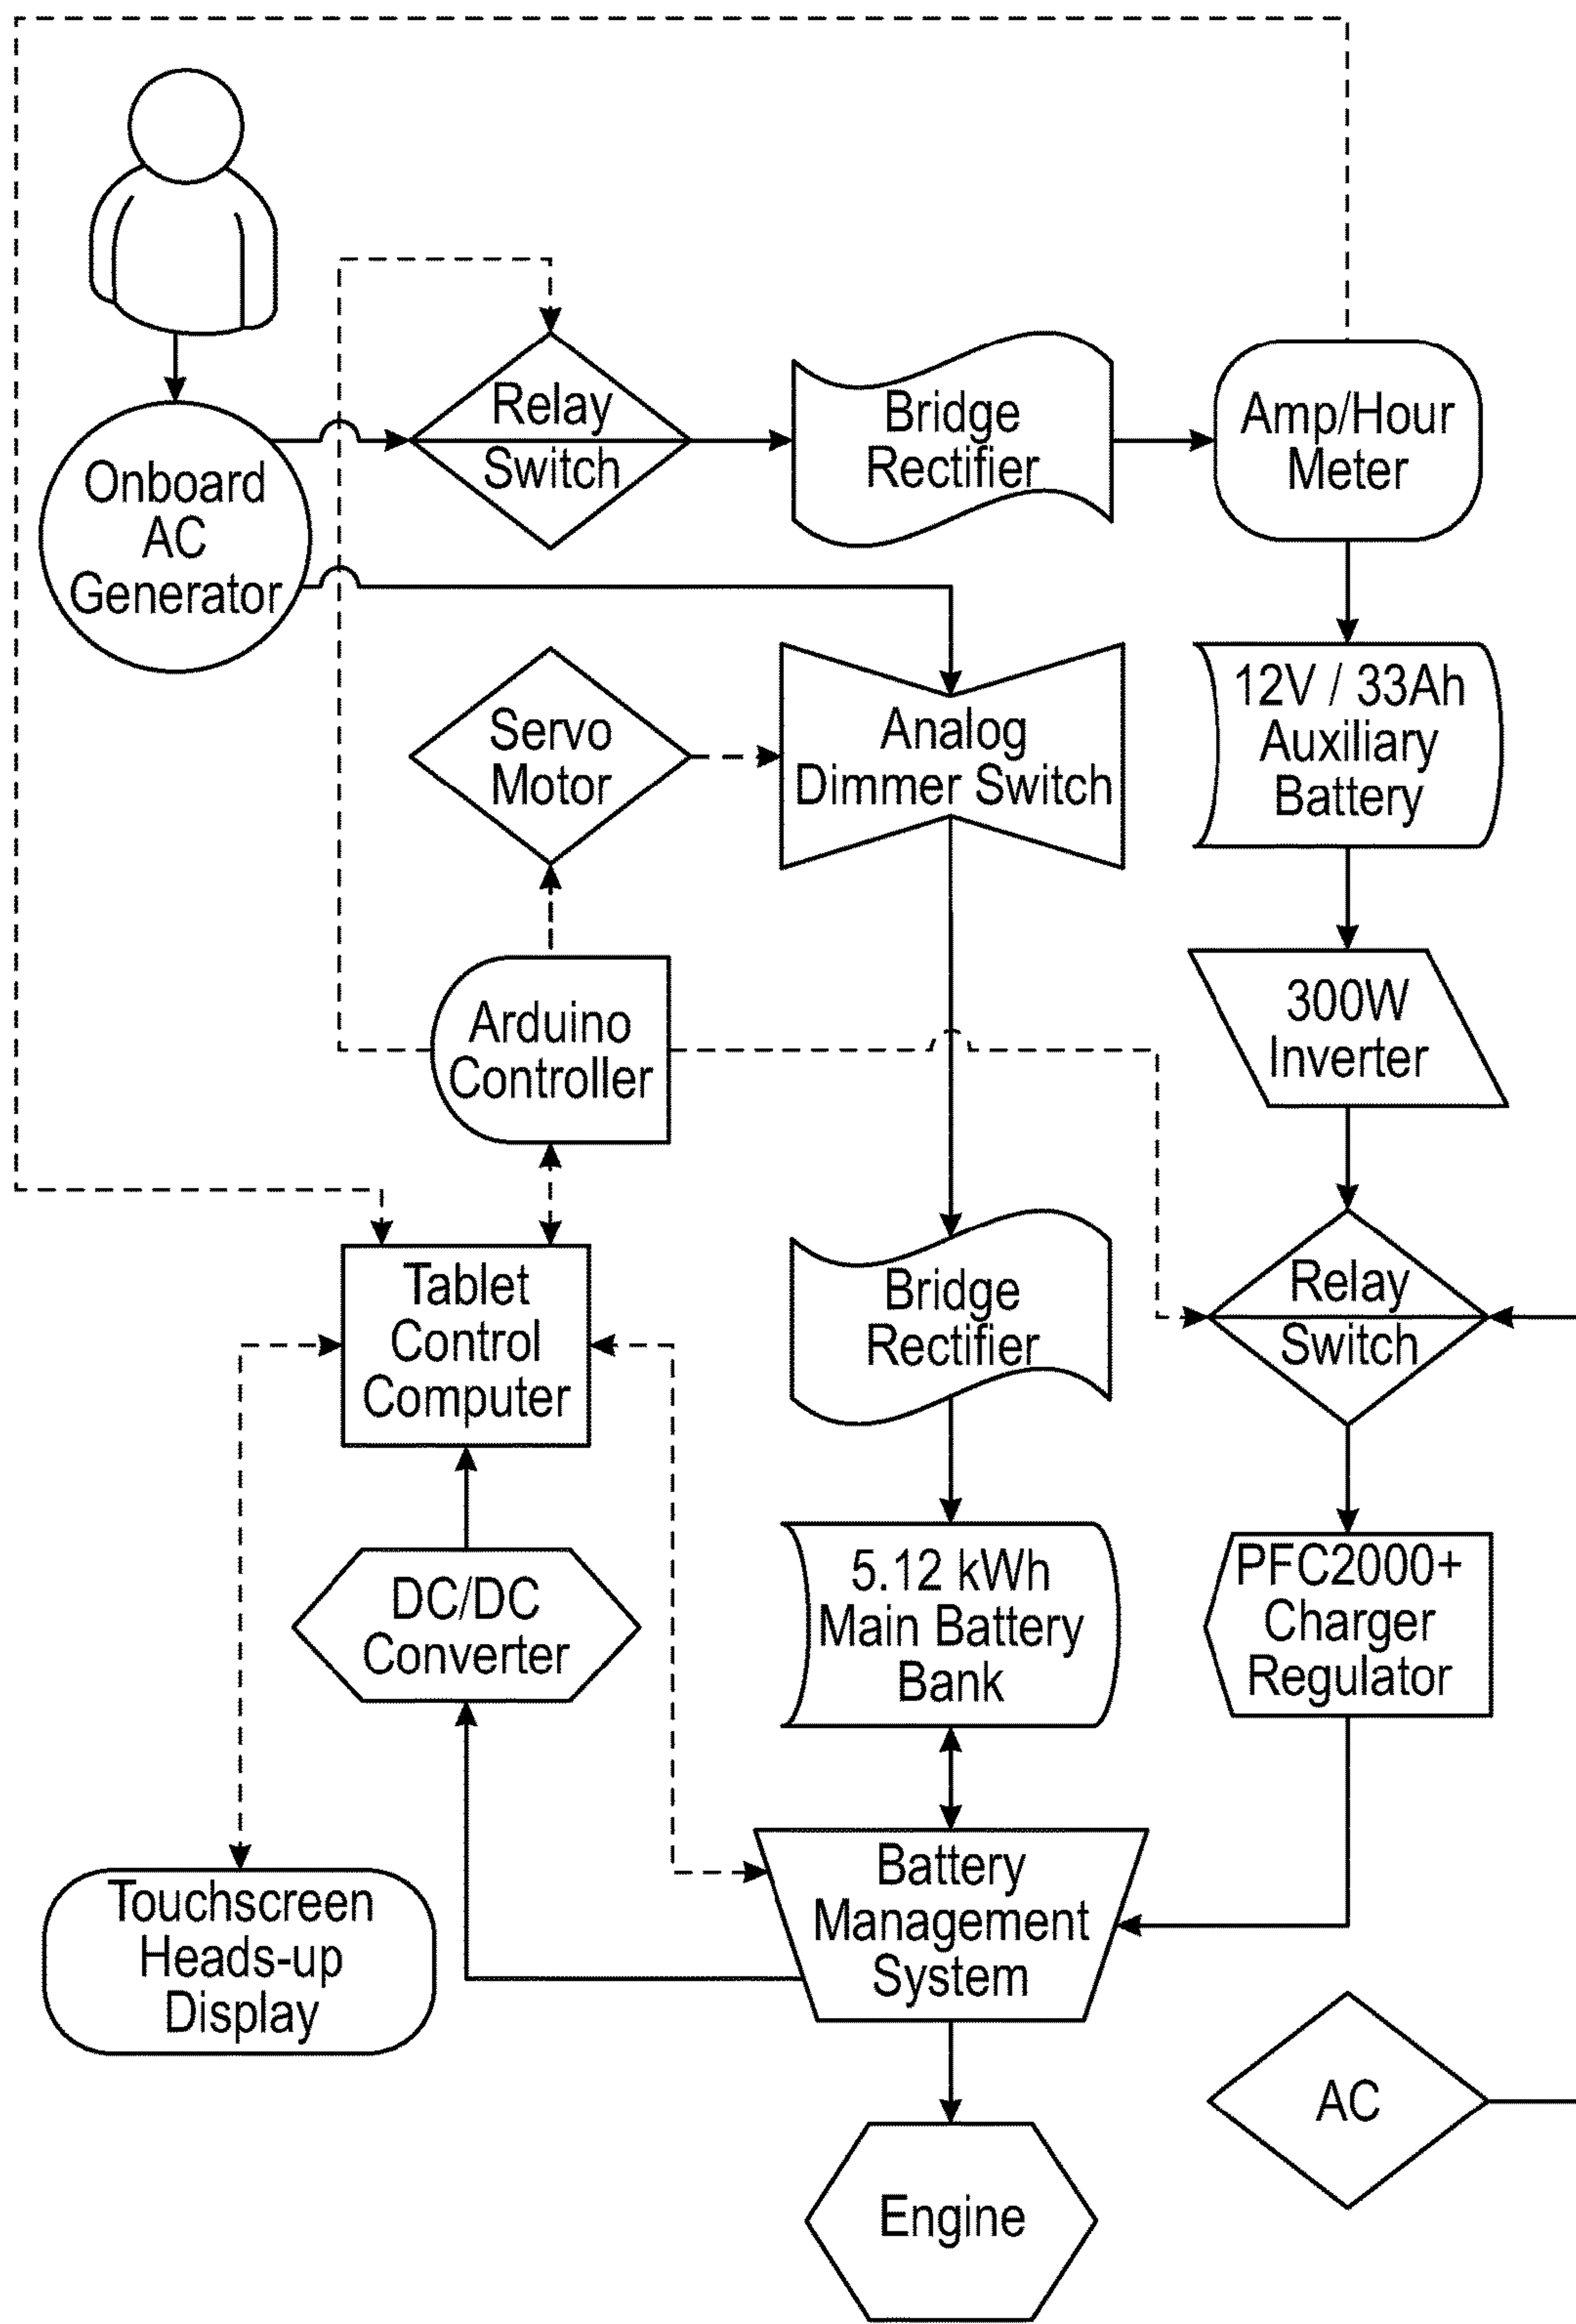 Relay
Switch
Bridge
Rectifier
Amp/Hour
Meter
Onboard
AC
Generator
Servo
Motor
Analog
Dimmer Switch
12V / 33Ah
Auxiliary
Battery
Arduino
Controller
300W
Inverter
Tablet
Control
Computer
Bridge
Rectifier
Relay
Switch
DC/DC
Converter
5.12 kWh
Main Battery
Bank
PFC2000+
Charger
Regulator
Touchscreen
Heads-up
Display
Battery
Management
System
AC
Engine